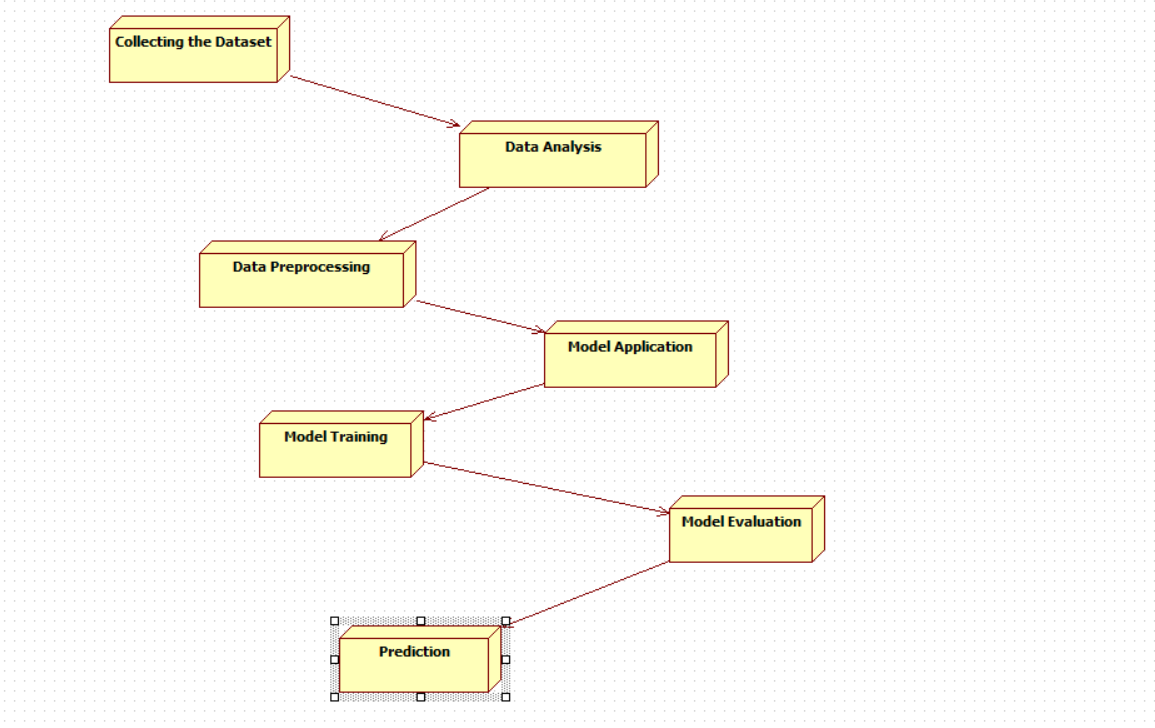 Collecting the Dataset
Data Analysis
Data Preprocessing
Model Application
Model Training
Model Evaluation
Prediction